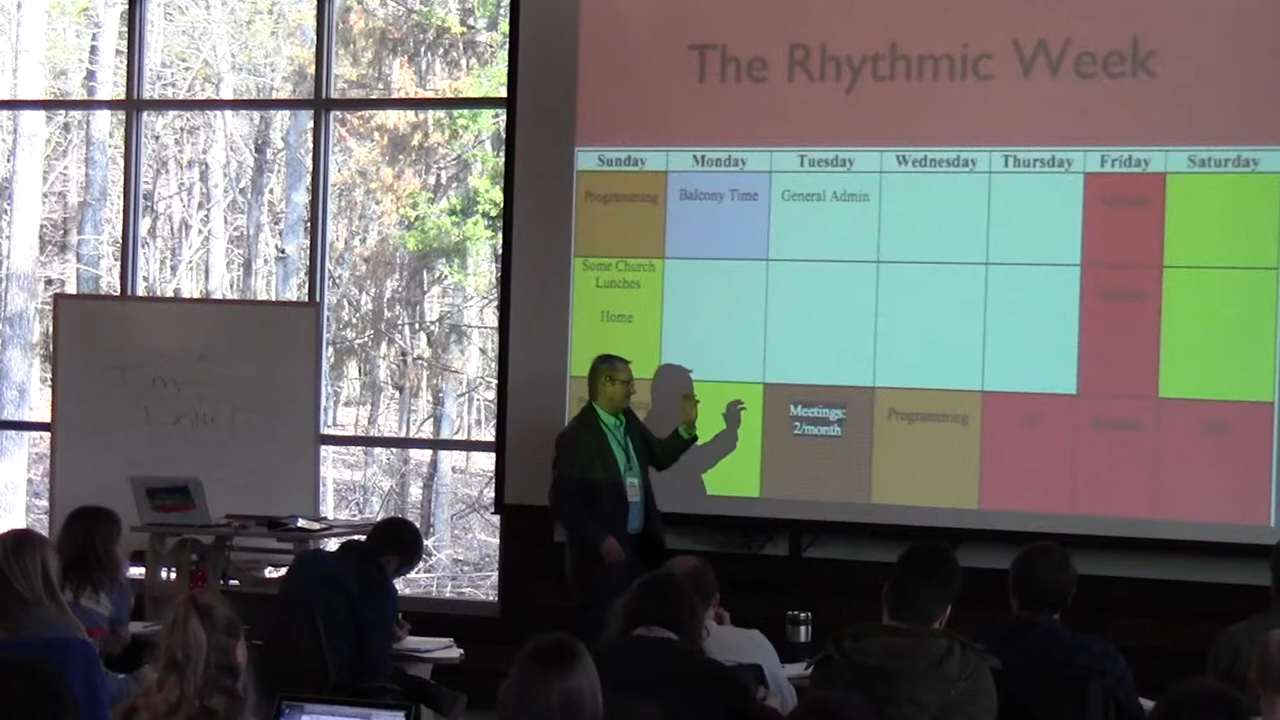 The Rhythmic Week
Sunday Monday Tuesday Wednesday Thursday Friday Saturday
Programming Balcony Time General Admin
Some Church
Lunches
Home
Meetings:
2/month
Programming